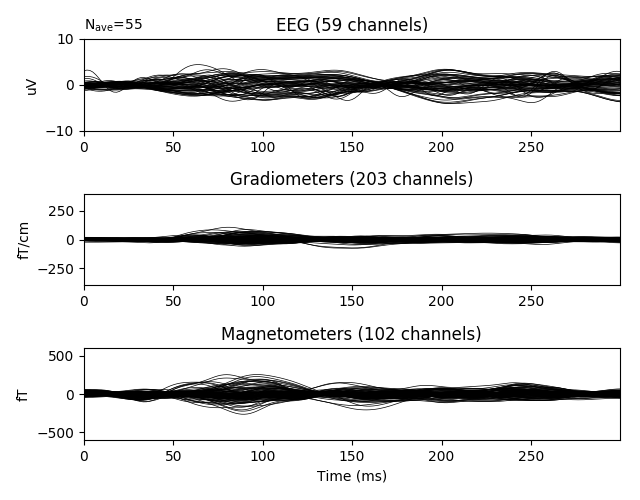 Nave=55
EEG (59 channels)
10
0
−10
uV
0 50 100 150 200 250
Gradiometers (203 channels)
250
0
−250
fT/cm
0 50 100 150 200 250
Magnetometers (102 channels)
500
0
−500
fT
0 50 100 150 200 250
Time (ms)